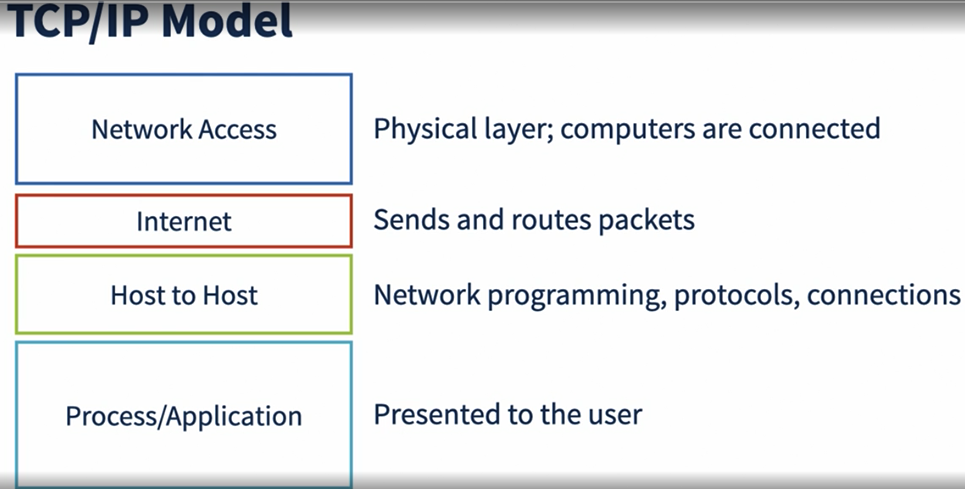 TCP/IP Model
Network Access
Physical layer; computers are connected
Internet
Sends and routes packets
Host to Host
Network programming, protocols, connections
Process/Application
Presented to the user